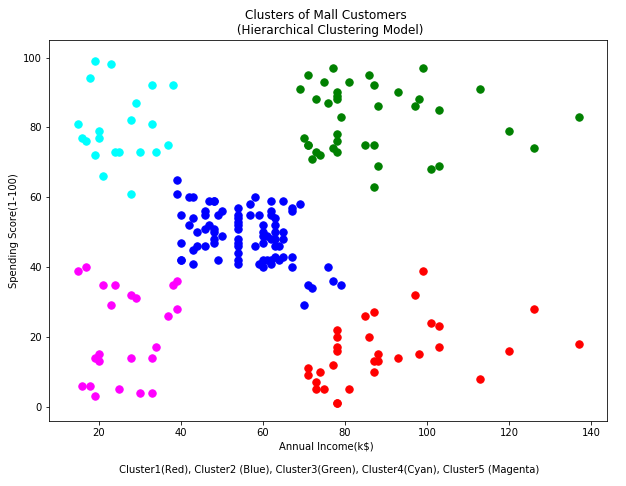 Clusters of Mall Customers
(Hierarchical Clustering Model)
100
80
60
40
20
0
Spending Score(1-100)
20 40 60 80 100 120 140
Annual Income(k$)
Cluster1(Red), Cluster2 (Blue), Cluster3(Green), Cluster4(Cyan), Cluster5 (Magenta)